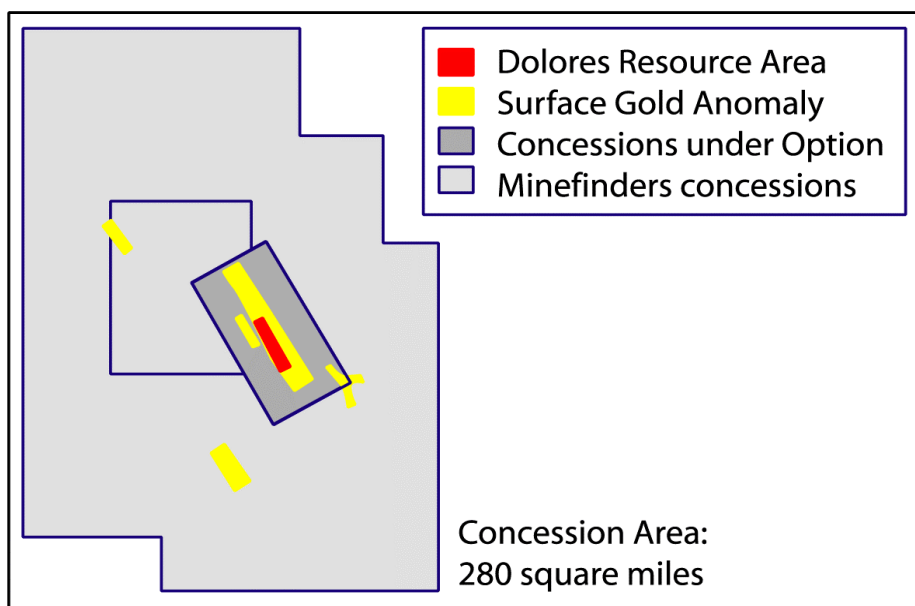 Dolores Resource Area
Surface Gold Anomaly
Concessions under Option
Minefinders concessions
Concession Area:
280 square miles